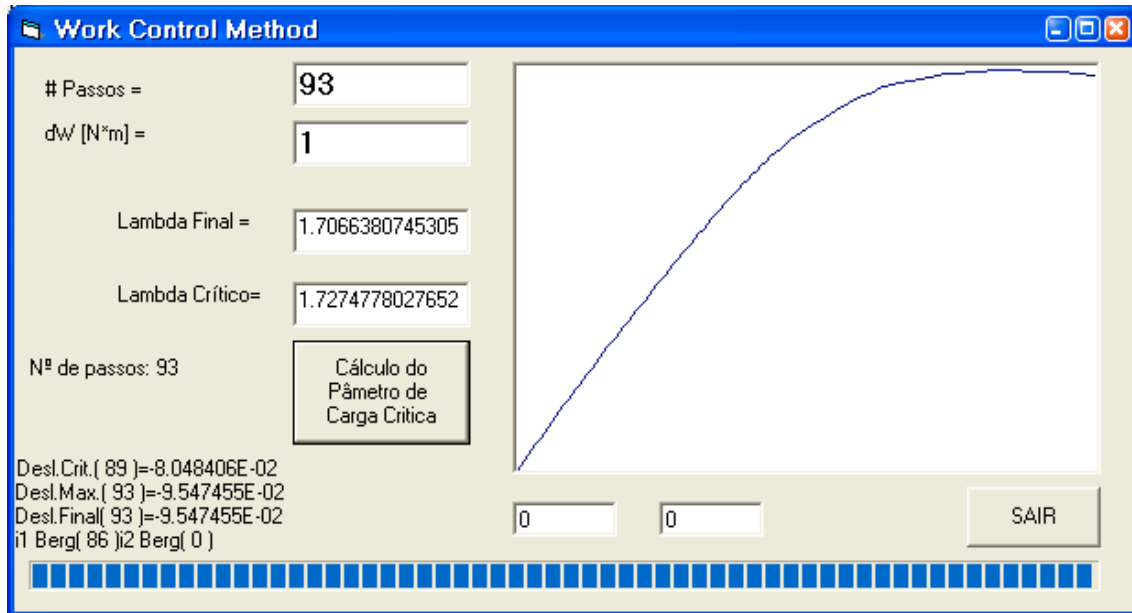 Work Control Method
# Passos =
93
dW [N*m] =
1
Lambda Final =
1.7066380745305
Lambda Crítico=
1.7274778027652
Nº de passos: 93
Cálculo do
Pâmetro de
Carga Critica
Desl.Crit.( 89 )=-8.048406E-02
Desl.Max.( 93 )=-9.547455E-02
Desl.Final( 93 )=-9.547455E-02
i1 Berg( 86 )i2 Berg( 0 )
0
0
SAIR